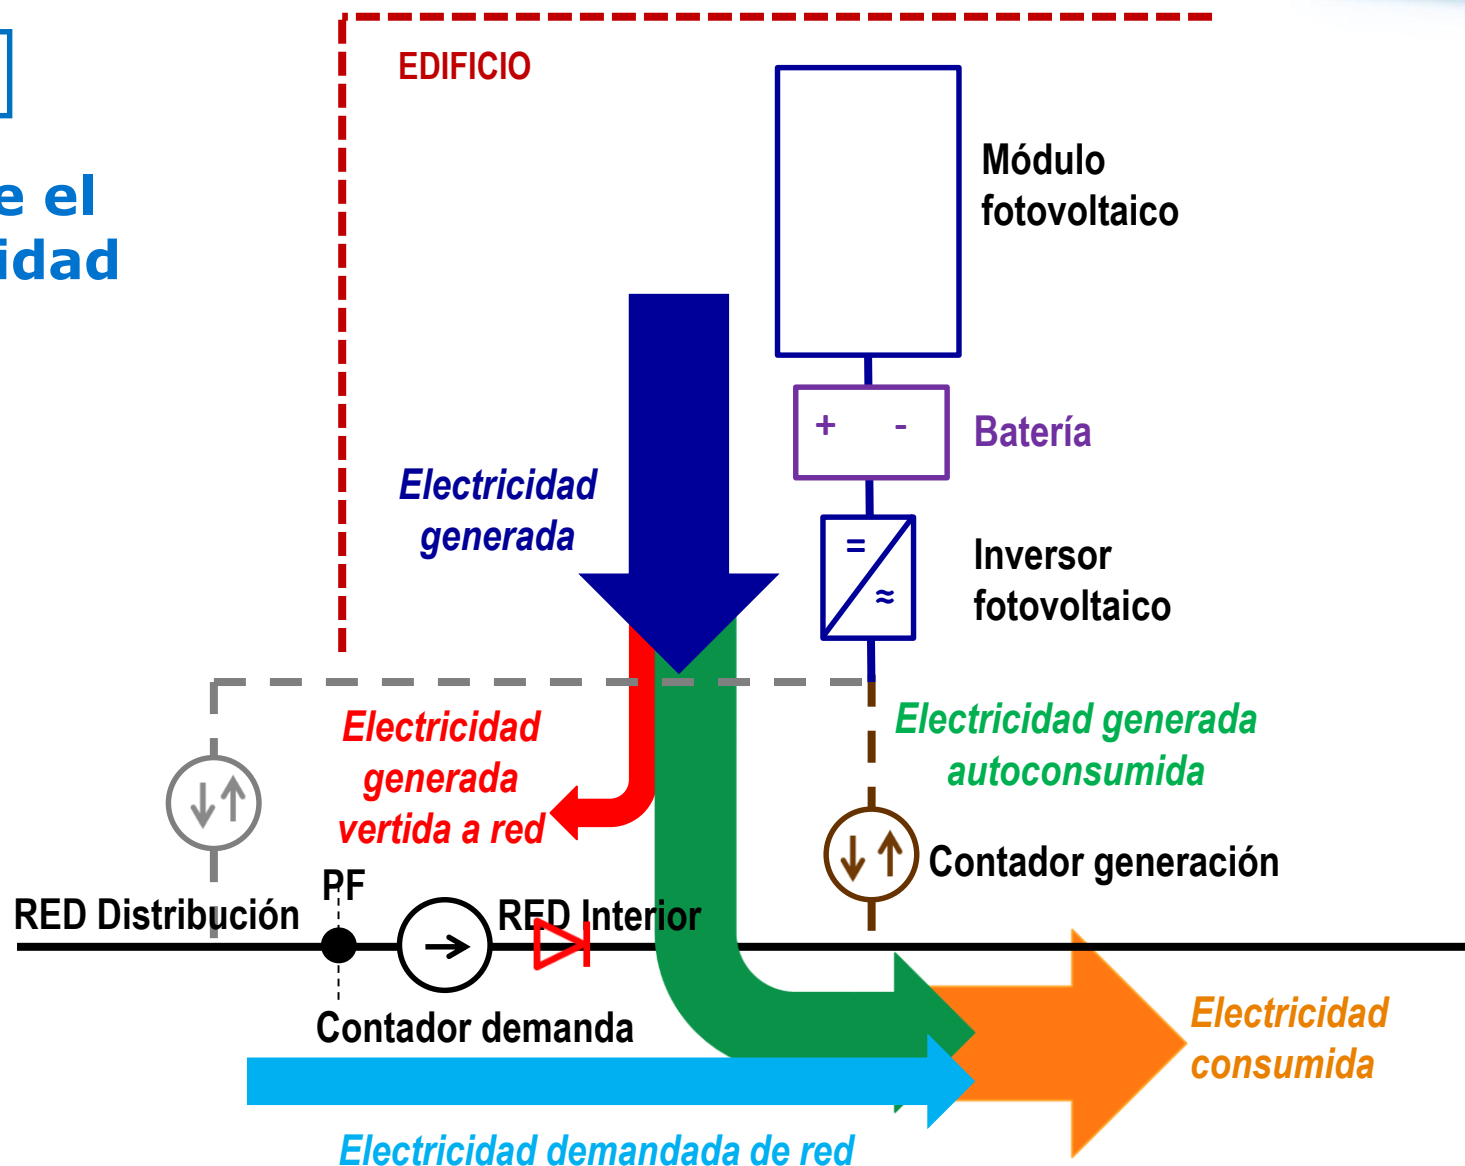 e el
idad
EDIFICIO
Módulo
fotovoltaico
+ -
Batería
Electricidad
generada
=
≈
Inversor
fotovoltaico
Electricidad
generada
vertida a red
Electricidad generada
autoconsumida
Contador generación
PF
RED Distribución
RED Interior
Contador demanda
Electricidad
consumida
Electricidad demandada de red